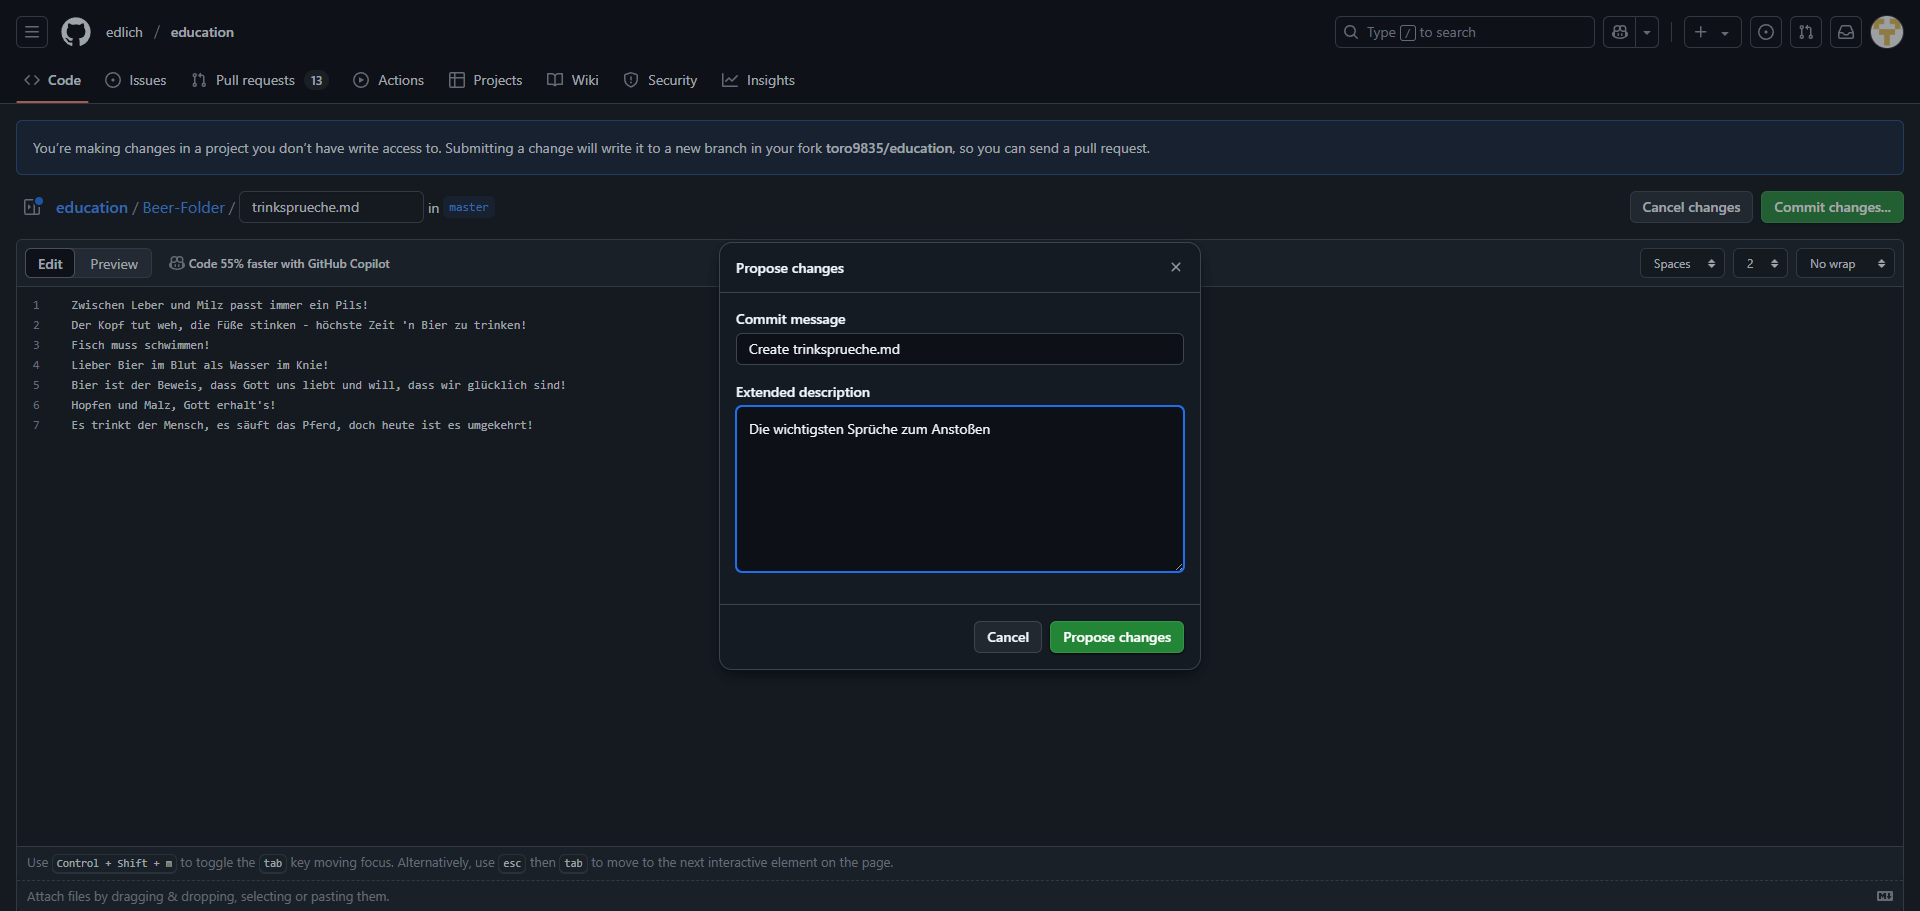 edlich / education
Type / to search
Code
Issues
Pull requests 13
Actions
Projects
Wiki
Security
Insights
You're making changes in a project you don't have write access to. Submitting a change will write it to a new branch in your fork toro9835/education, so you can send a pull request.
education / Beer-Folder / trinksprueche.md in master
Cancel changes
Commit changes...
Edit
Preview
Code 55% faster with GitHub Copilot
Spaces
2
No wrap
1 Zwischen Leber und Milz passt immer ein Pils!
2 Der Kopf tut weh, die Füße stinken - höchste Zeit 'n Bier zu trinken!
3 Fisch muss schwimmen!
4 Lieber Bier im Blut als Wasser im Knie!
5 Bier ist der Beweis, dass Gott uns liebt und will, dass wir glücklich sind!
6 Hopfen und Malz, Gott erhalt's!
7 Es trinkt der Mensch, es säuft das Pferd, doch heute ist es umgekehrt!
Propose changes
Commit message
Create trinksprueche.md
Extended description
Die wichtigsten Sprüche zum Anstoßen
Cancel
Propose changes
Use Control + Shift + m to toggle the tab key moving focus. Alternatively, use esc then tab to move to the next interactive element on the page.
Attach files by dragging & dropping, selecting or pasting them.